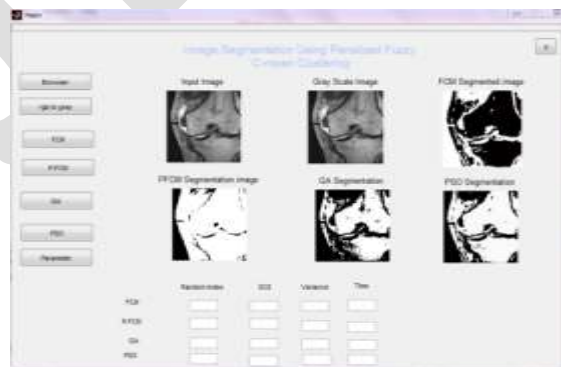 Image Segmentation Using Penalized Fuzzy
C-mean Clustering
Browse
Input Image
Gray Scale Image
FCM Segmented image
rgb to gray
FCM
PFCM
PFCM Segmentation image
GA Segmentation
PSO Segmentation
GA
PSO
Parameter
Random Index
GCE
Variance
Time
FCM
PFCM
GA
PSO